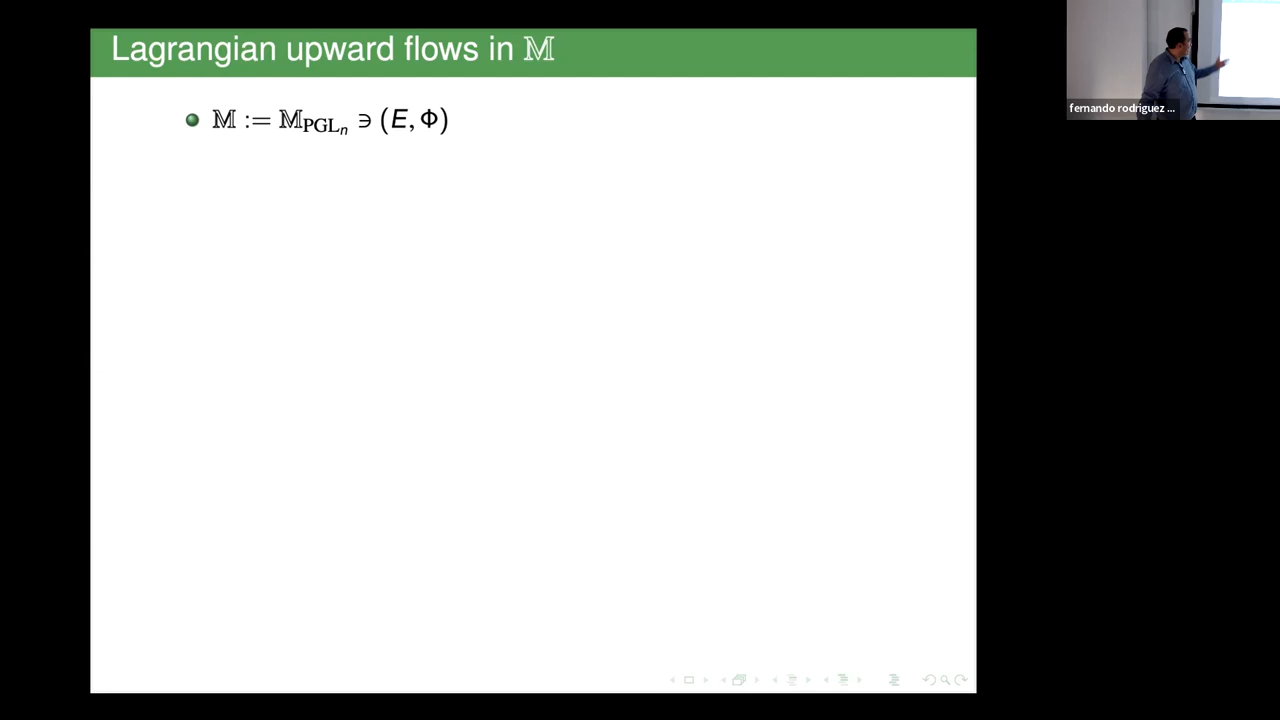 Lagrangian upward flows in 𝕄
𝕄 := 𝕄_{PGL_n} ∋ (E, Φ)
fernando rodriguez ...